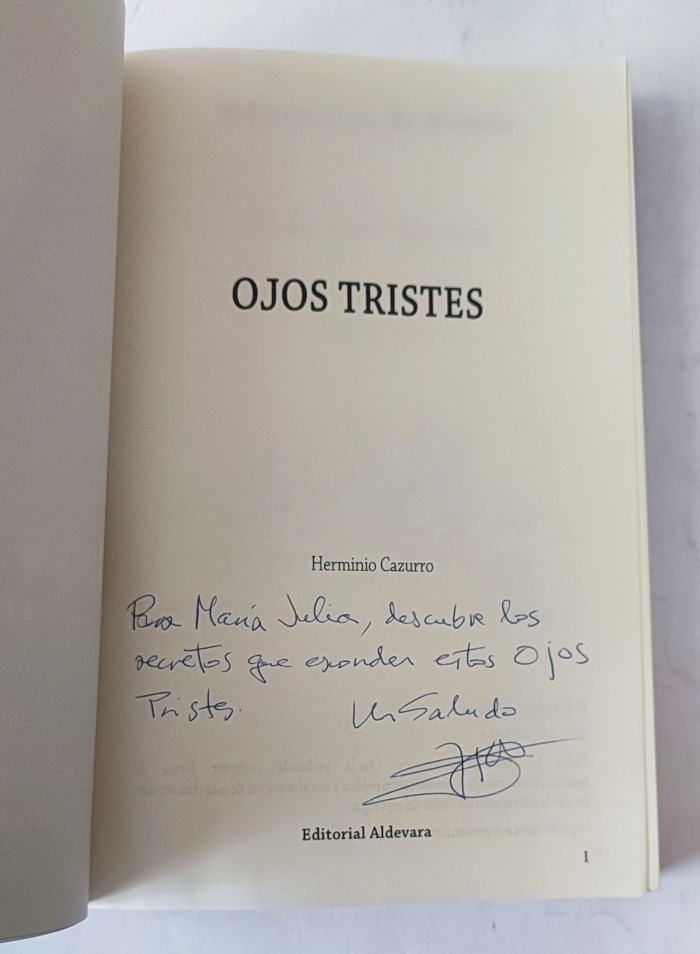 OJOS TRISTES
Herminio Cazurro
Para María Julia, descubre los
secretos que esconden estos Ojos
Tristes.
Un Saludo
Editorial Aldevara
1